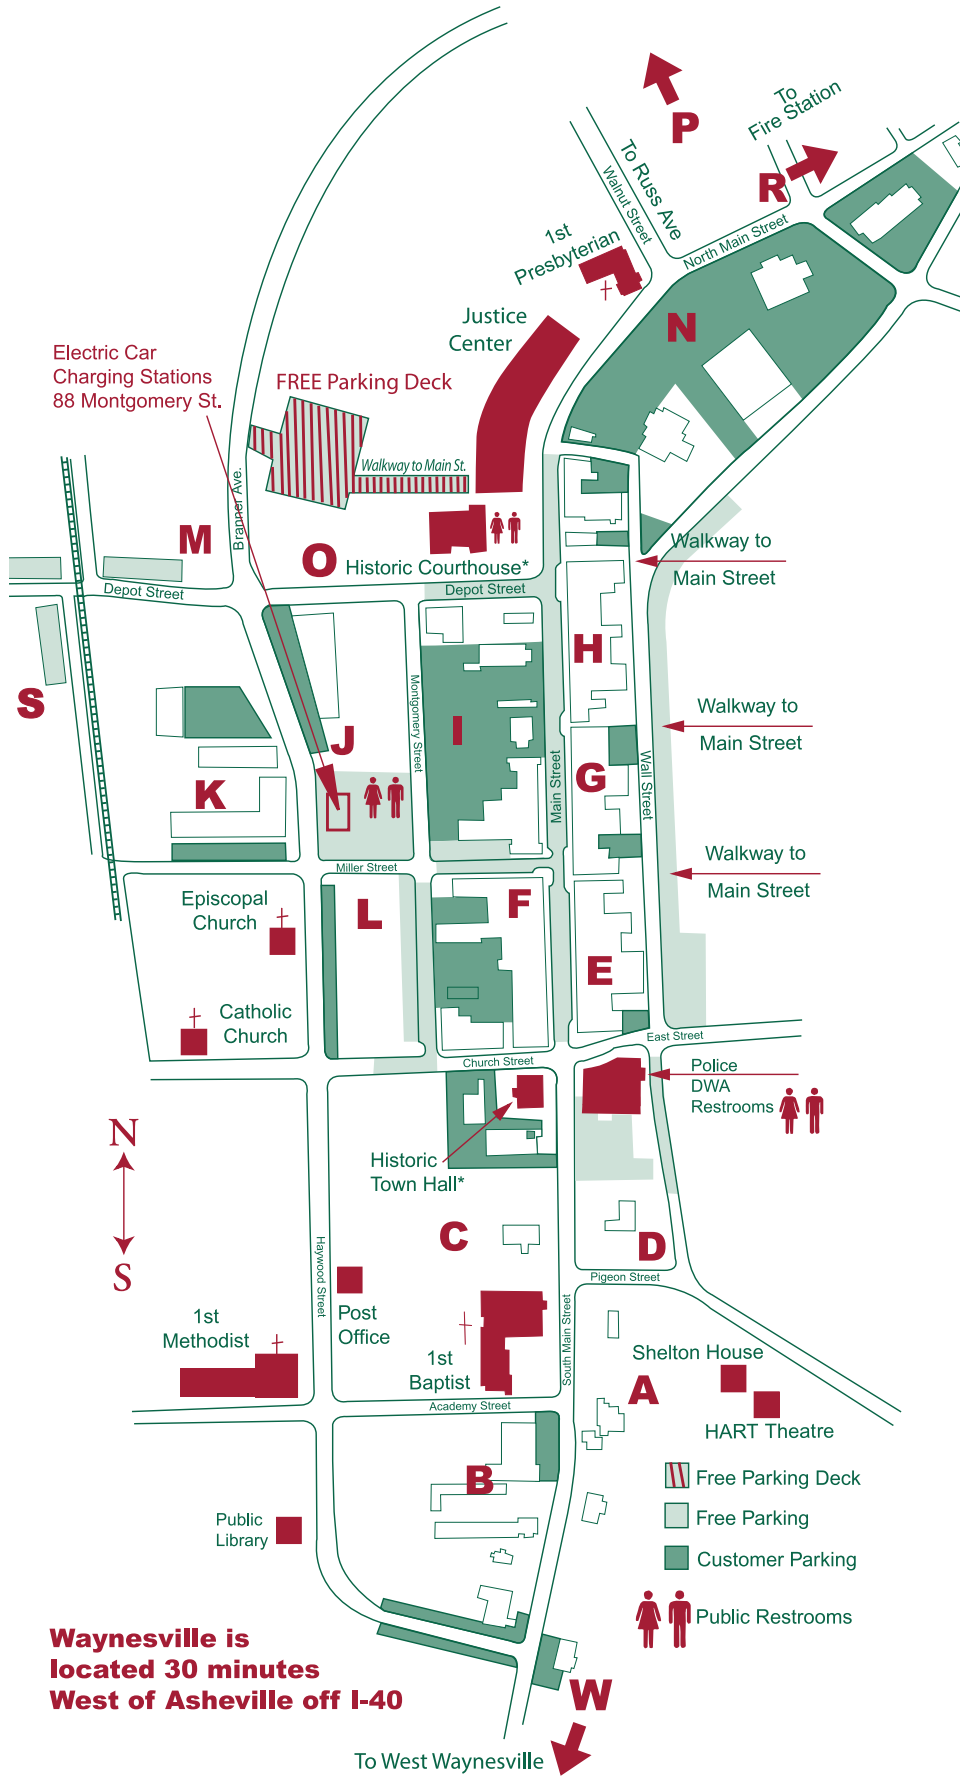 To
Fire Station
P
To Russ Ave
Walnut Street
R
1st
Presbyterian
North Main Street
Justice
Center
N
Electric Car
Charging Stations
88 Montgomery St.
FREE Parking Deck
Walkway to Main St.
Branner Ave.
M
O
Historic Courthouse*
Depot Street
Depot Street
Walkway to
Main Street
H
S
Montgomery Street
I
J
Main Street
G
Wall Street
Walkway to
Main Street
K
Miller Street
Walkway to
Main Street
Episcopal
Church
L
F
E
Catholic
Church
East Street
Church Street
Police
DWA
Restrooms
N
S
Historic
Town Hall*
C
D
Haywood Street
Pigeon Street
Post
Office
South Main Street
1st
Methodist
1st
Baptist
Shelton House
A
HART Theatre
Academy Street
B
Free Parking Deck
Free Parking
Customer Parking
Public Restrooms
Public
Library
Waynesville is
located 30 minutes
West of Asheville off I-40
W
To West Waynesville